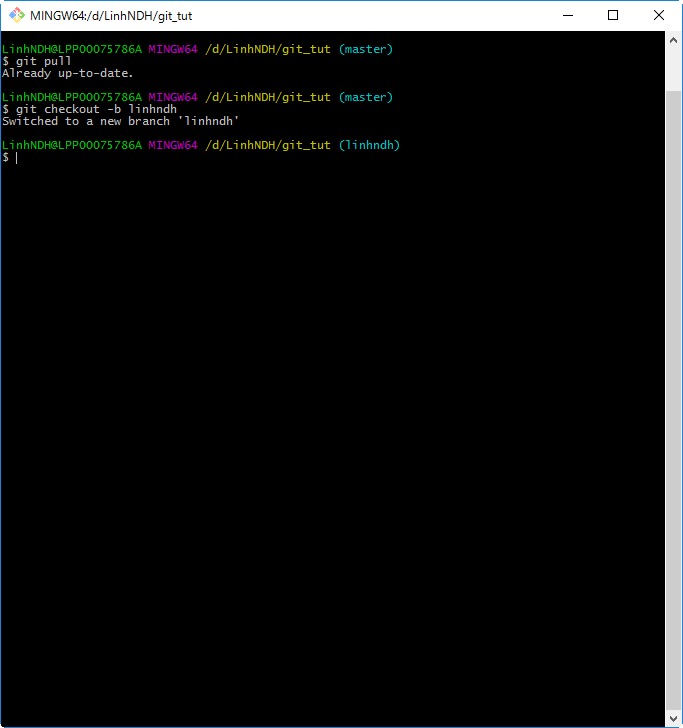 MINGW64:/d/LinhNDH/git_tut
LinhNDH@LPP00075786A MINGW64 /d/LinhNDH/git_tut (master)
$ git pull
Already up-to-date.
LinhNDH@LPP00075786A MINGW64 /d/LinhNDH/git_tut (master)
$ git checkout -b linhndh
Switched to a new branch 'linhndh'
LinhNDH@LPP00075786A MINGW64 /d/LinhNDH/git_tut (linhndh)
$